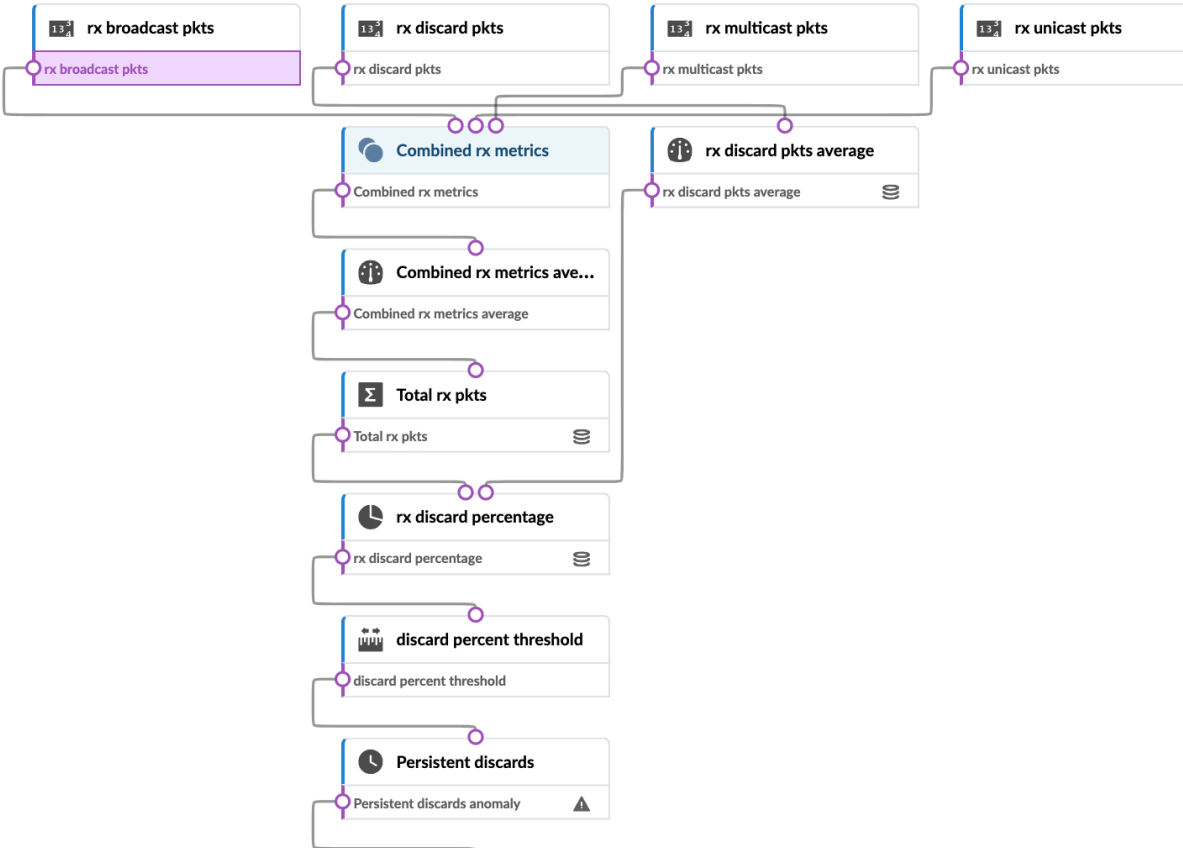 rx broadcast pkts
rx discard pkts
rx multicast pkts
rx unicast pkts
rx broadcast pkts
rx discard pkts
rx multicast pkts
rx unicast pkts
Combined rx metrics
rx discard pkts average
Combined rx metrics
rx discard pkts average
Combined rx metrics ave...
Combined rx metrics average
Total rx pkts
Total rx pkts
rx discard percentage
rx discard percentage
discard percent threshold
discard percent threshold
Persistent discards
Persistent discards anomaly